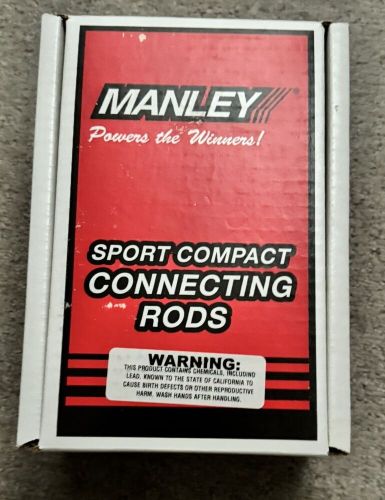 MANLEY®
Powers the Winners!
SPORT COMPACT
CONNECTING
RODS
WARNING:
THIS PRODUCT CONTAINS CHEMICALS, INCLUDING
LEAD, KNOWN TO THE STATE OF CALIFORNIA TO
CAUSE BIRTH DEFECTS OR OTHER REPRODUCTIVE
HARM. WASH HANDS AFTER HANDLING.